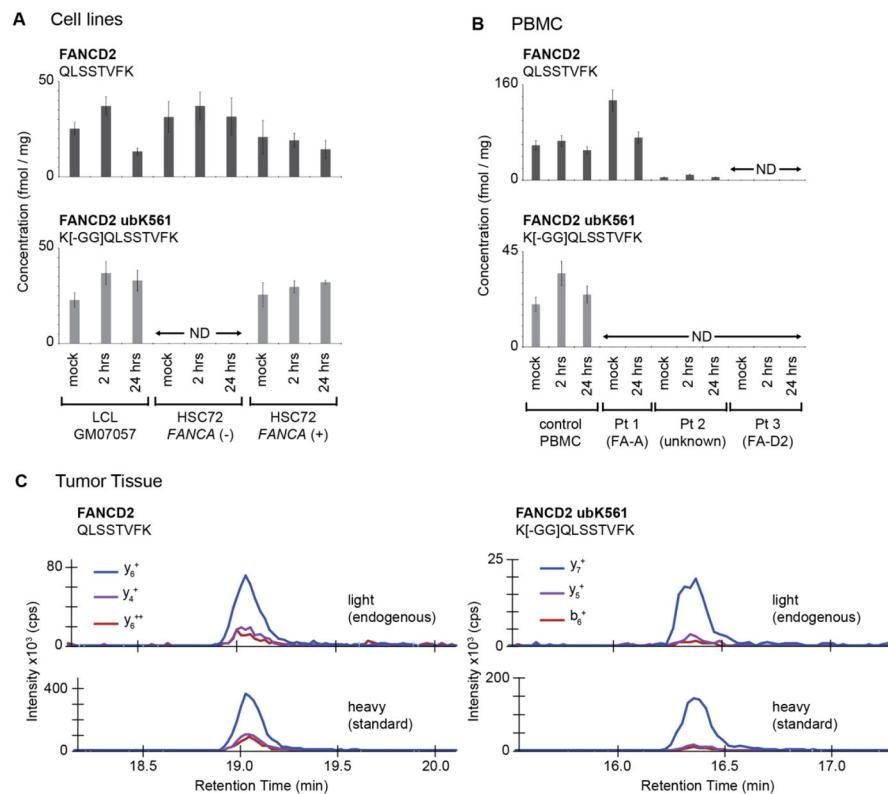 A Cell lines
FANCD2
QLSSTVFK
50
0
FANCD2 ubK561
K[-GG]QLSSTVFK
50
0
Concentration (fmol / mg)
ND
mock
2 hrs
24 hrs
mock
2 hrs
24 hrs
mock
2 hrs
24 hrs
LCL
GM07057
HSC72
FANCA (-)
HSC72
FANCA (+)
B PBMC
FANCD2
QLSSTVFK
160
0
ND
FANCD2 ubK561
K[-GG]QLSSTVFK
45
0
Concentration (fmol / mg)
ND
mock
2 hrs
24 hrs
mock
24 hrs
mock
2 hrs
24 hrs
mock
2 hrs
24 hrs
control
PBMC
Pt 1
(FA-A)
Pt 2
(unknown)
Pt 3
(FA-D2)
C Tumor Tissue
FANCD2
QLSSTVFK
80
0
y6+
y4+
y6++
light
(endogenous)
400
0
heavy
(standard)
Intensity x10³ (cps)
18.5 19.0 19.5 20.0
Retention Time (min)
FANCD2 ubK561
K[-GG]QLSSTVFK
25
0
y7+
y5+
b6+
light
(endogenous)
200
0
heavy
(standard)
Intensity x10³ (cps)
16.0 16.5 17.0
Retention Time (min)